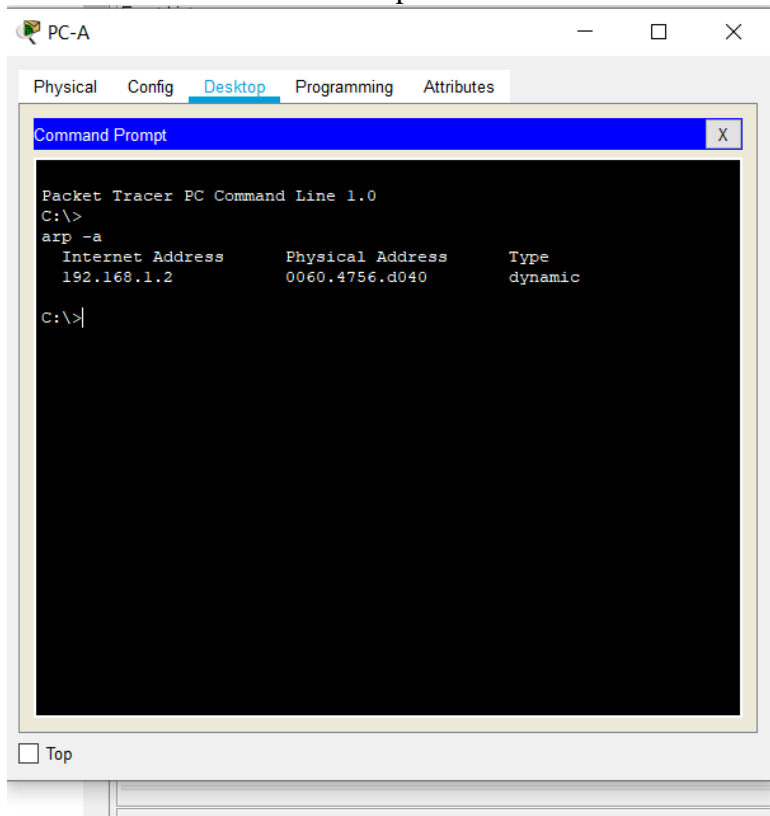 PC-A
Physical Config Desktop Programming Attributes
Command Prompt X
Packet Tracer PC Command Line 1.0
C:\>
arp -a
Internet Address Physical Address Type
192.168.1.2 0060.4756.d040 dynamic
C:\>
Top